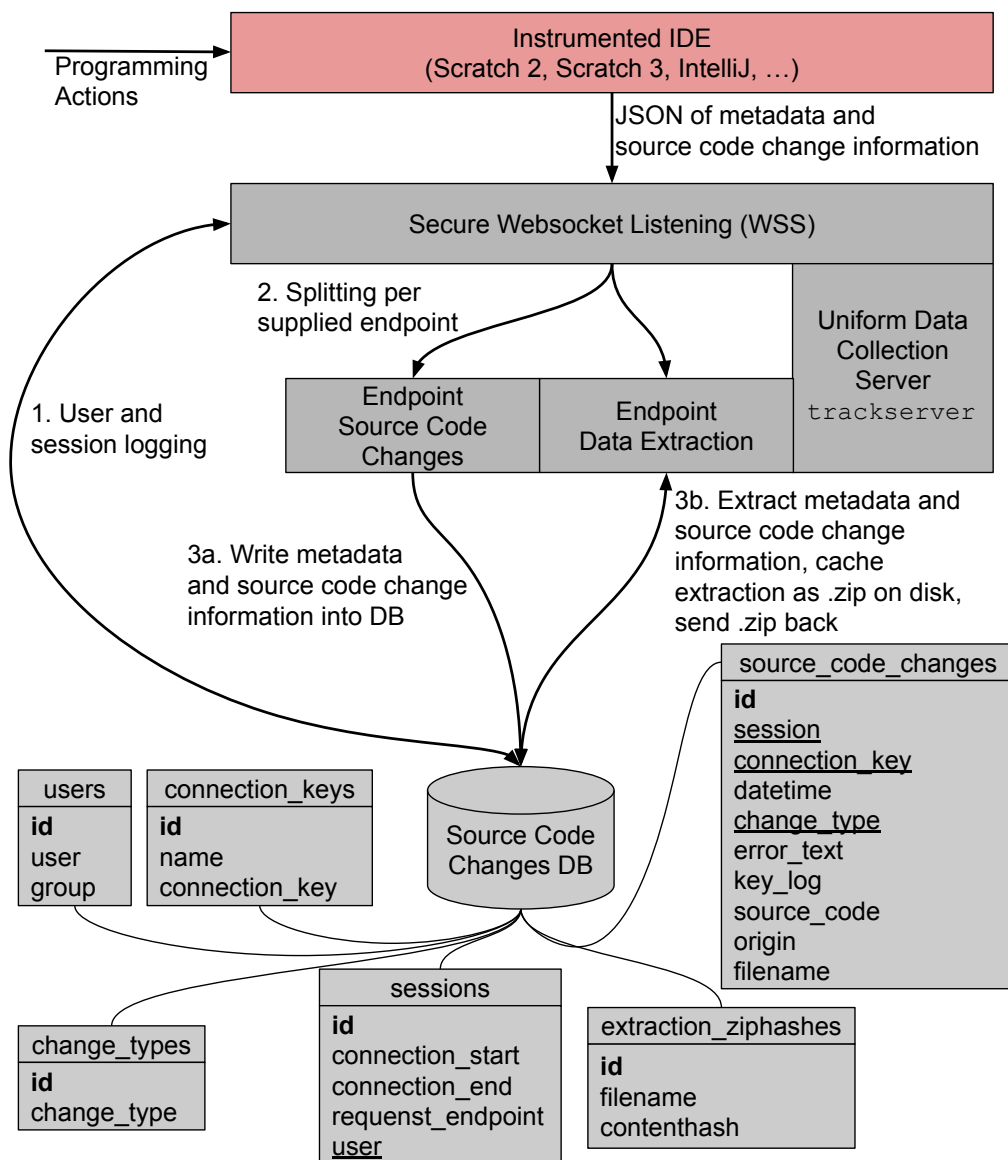 Instrumented IDE
(Scratch 2, Scratch 3, IntelliJ, …)
Programming
Actions
JSON of metadata and
source code change information
Secure Websocket Listening (WSS)
2. Splitting per
supplied endpoint
Uniform Data
Collection
Server
trackserver
Endpoint
Source Code
Changes
Endpoint
Data Extraction
1. User and
session logging
3a. Write metadata
and source code change
information into DB
3b. Extract metadata and
source code change
information, cache
extraction as .zip on disk,
send .zip back
source_code_changes
id
session
connection_key
datetime
change_type
error_text
key_log
source_code
origin
filename
users
id
user
group
connection_keys
id
name
connection_key
Source Code
Changes DB
change_types
id
change_type
sessions
id
connection_start
connection_end
requenst_endpoint
user
extraction_ziphashes
id
filename
contenthash